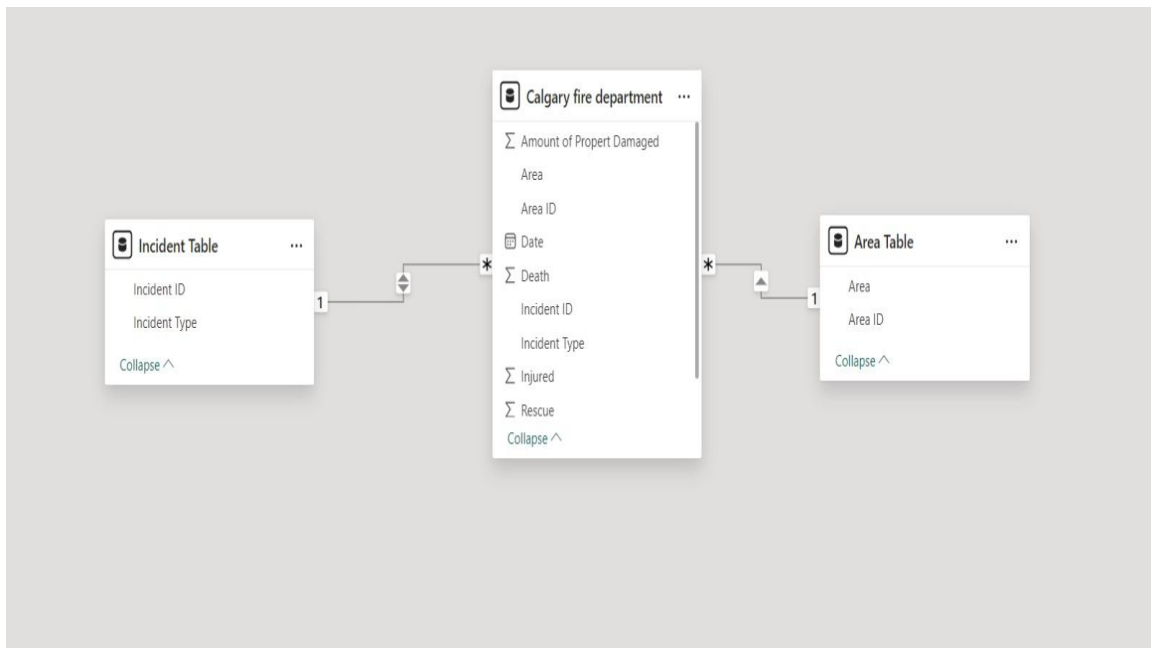 Incident Table
Incident ID
Incident Type
Collapse
1
*
Calgary fire department
Amount of Propert Damaged
Area
Area ID
Date
Death
Incident ID
Incident Type
Injured
Rescue
Collapse
*
1
Area Table
Area
Area ID
Collapse